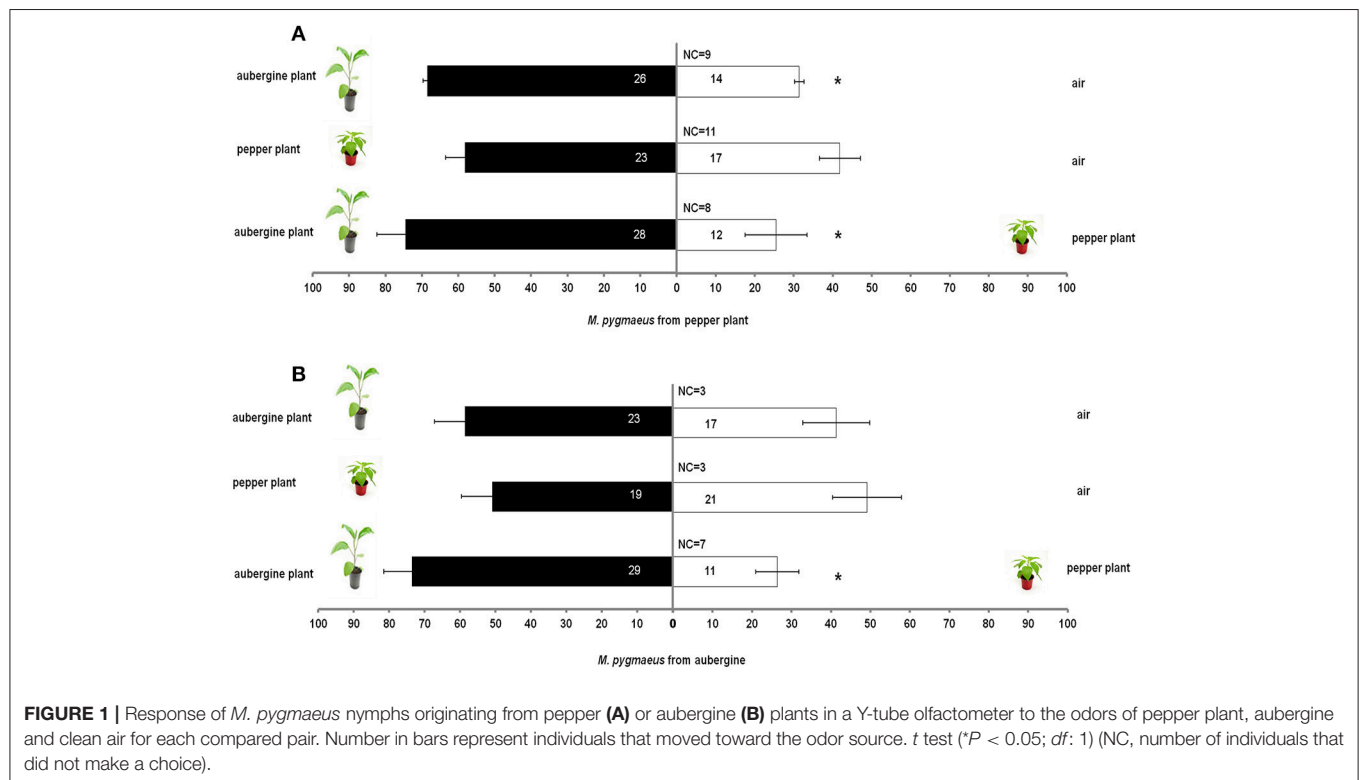 A
NC=9
aubergine plant 26 14 * air
NC=11
pepper plant 23 17 air
NC=8
aubergine plant 28 12 * pepper plant
100 90 80 70 60 50 40 30 20 10 0 10 20 30 40 50 60 70 80 90 100
M. pygmaeus from pepper plant
B
NC=3
aubergine plant 23 17 air
NC=3
pepper plant 19 21 air
NC=7
aubergine plant 29 11 * pepper plant
100 90 80 70 60 50 40 30 20 10 0 10 20 30 40 50 60 70 80 90 100
M. pygmaeus from aubergine
FIGURE 1 | Response of M. pygmaeus nymphs originating from pepper (A) or aubergine (B) plants in a Y-tube olfactometer to the odors of pepper plant, aubergine
and clean air for each compared pair. Number in bars represent individuals that moved toward the odor source. t test (*P < 0.05; df: 1) (NC, number of individuals that
did not make a choice).